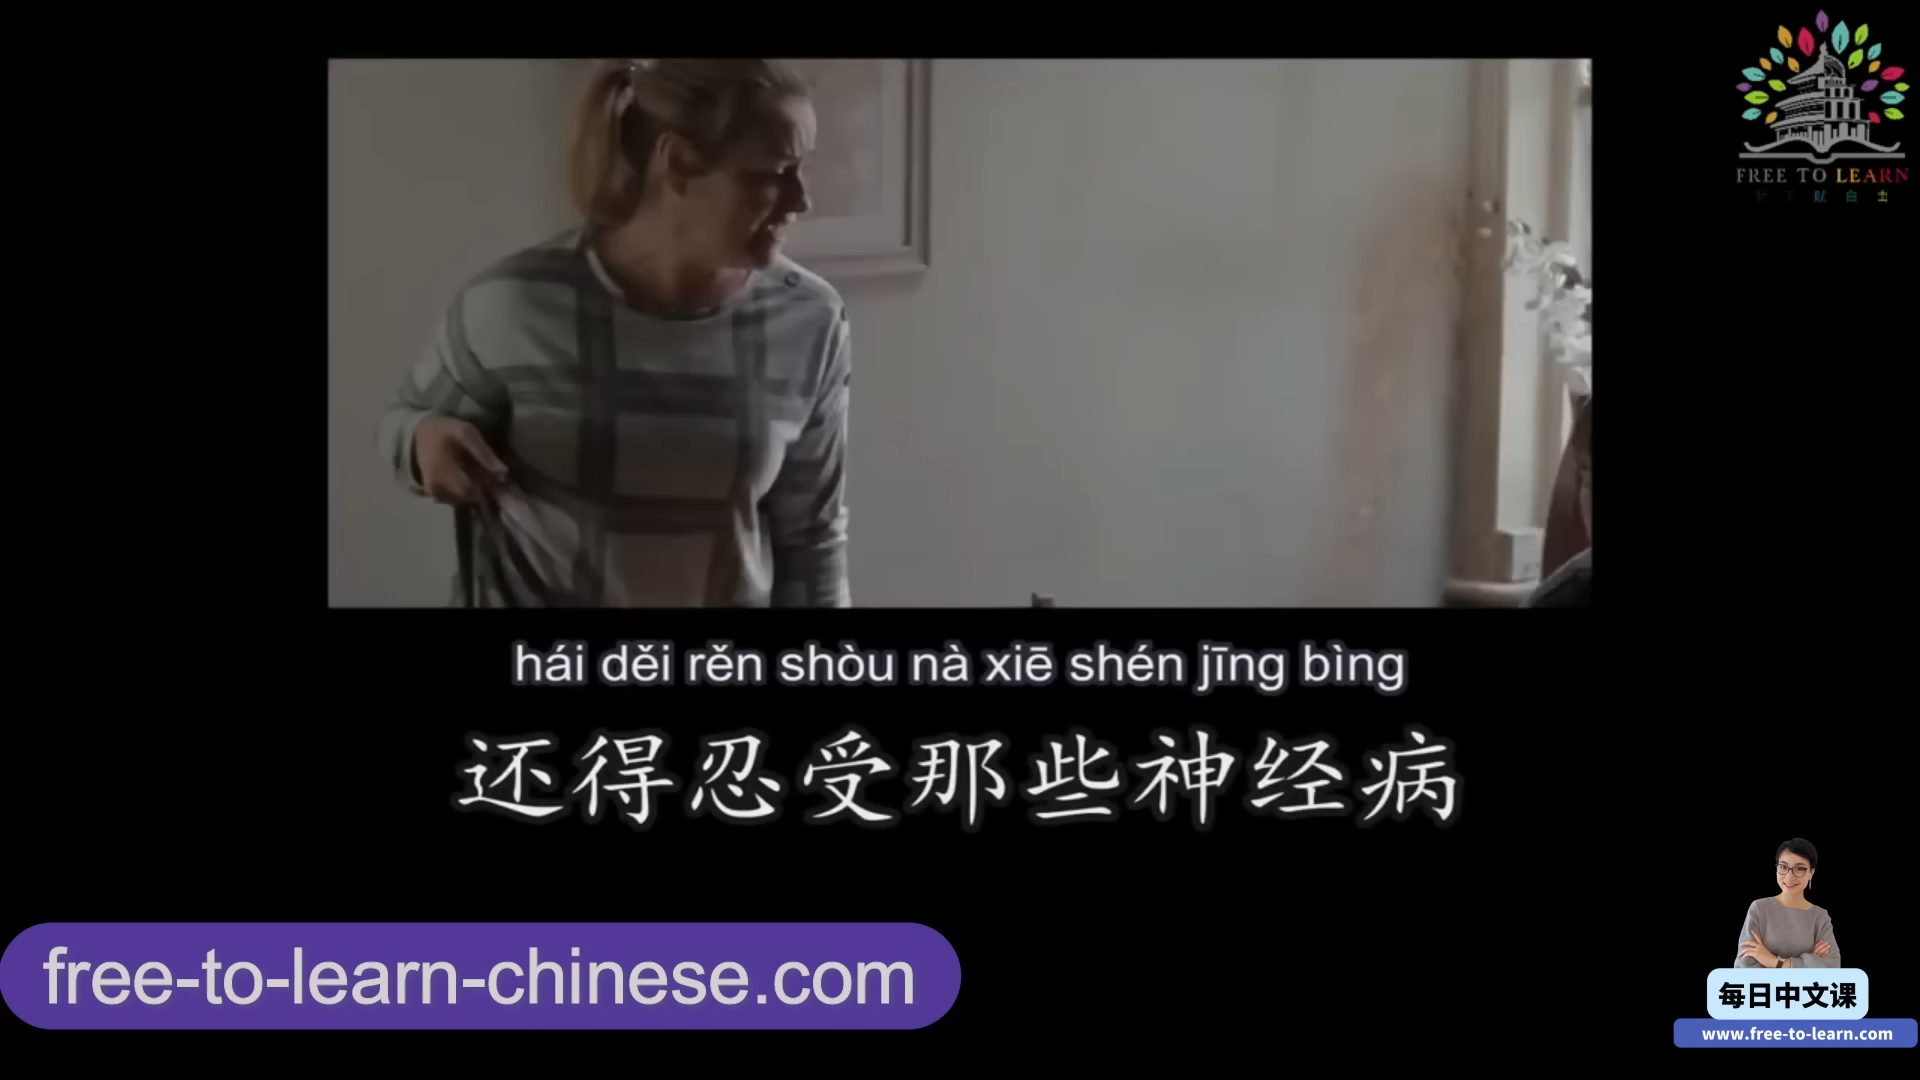 FREE TO LEARN
hái děi rěn shòu nà xiē shén jīng bìng
还得忍受那些神经病
free-to-learn-chinese.com
每日中文课
www.free-to-learn.com